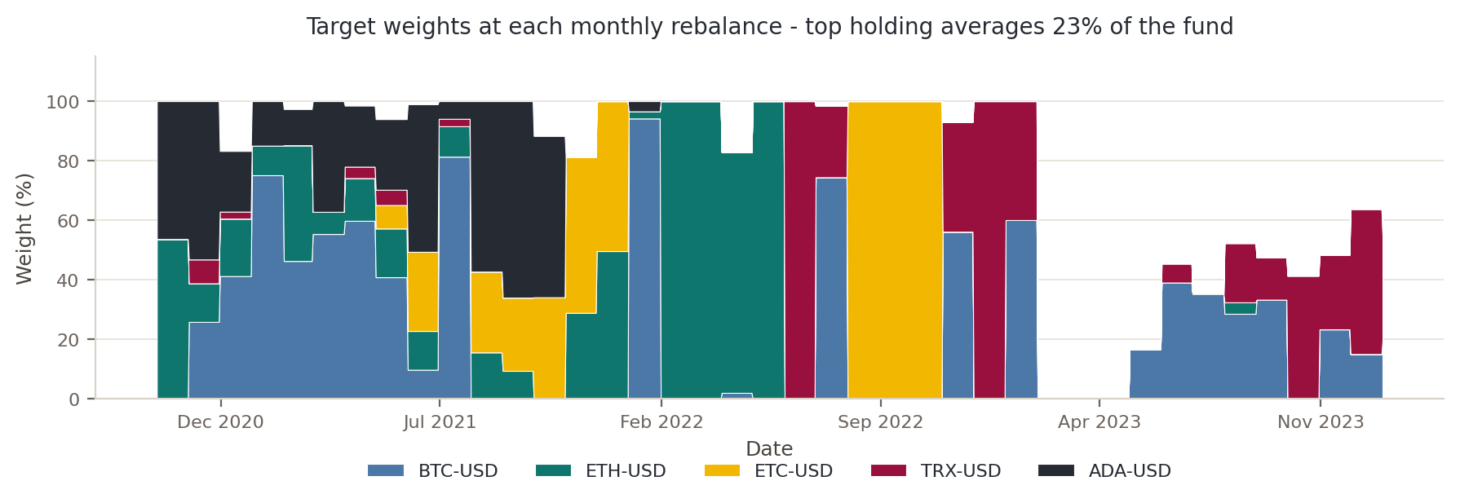 Target weights at each monthly rebalance - top holding averages 23% of the fund
Weight (%)
100
80
60
40
20
0
Dec 2020 Jul 2021 Feb 2022 Sep 2022 Apr 2023 Nov 2023
Date
BTC-USD ETH-USD ETC-USD TRX-USD ADA-USD